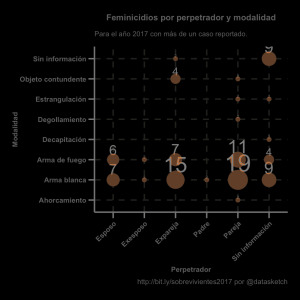 Feminicidios por perpetrador y modalidad
Para el año 2017 con más de un caso reportado.
Modalidad
Sin información
9
Objeto contundente
4
Estrangulación
Degollamiento
Decapitación
Arma de fuego
6
7
11
4
Arma blanca
7
15
19
9
Ahorcamiento
Esposo
Exesposo
Expareja
Padre
Pareja
Sin Información
Perpetrador
http://bit.ly/sobrevivientes2017 por @datasketch